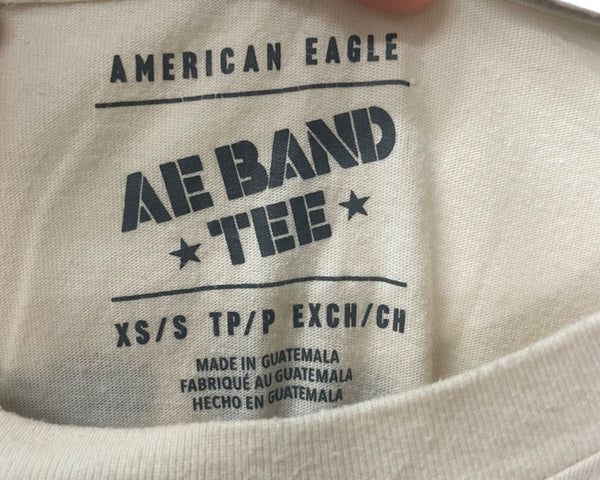 AMERICAN EAGLE
AE BAND
★ TEE ★
XS/S TP/P EXCH/CH
MADE IN GUATEMALA
FABRIQUÉ AU GUATEMALA
HECHO EN GUATEMALA